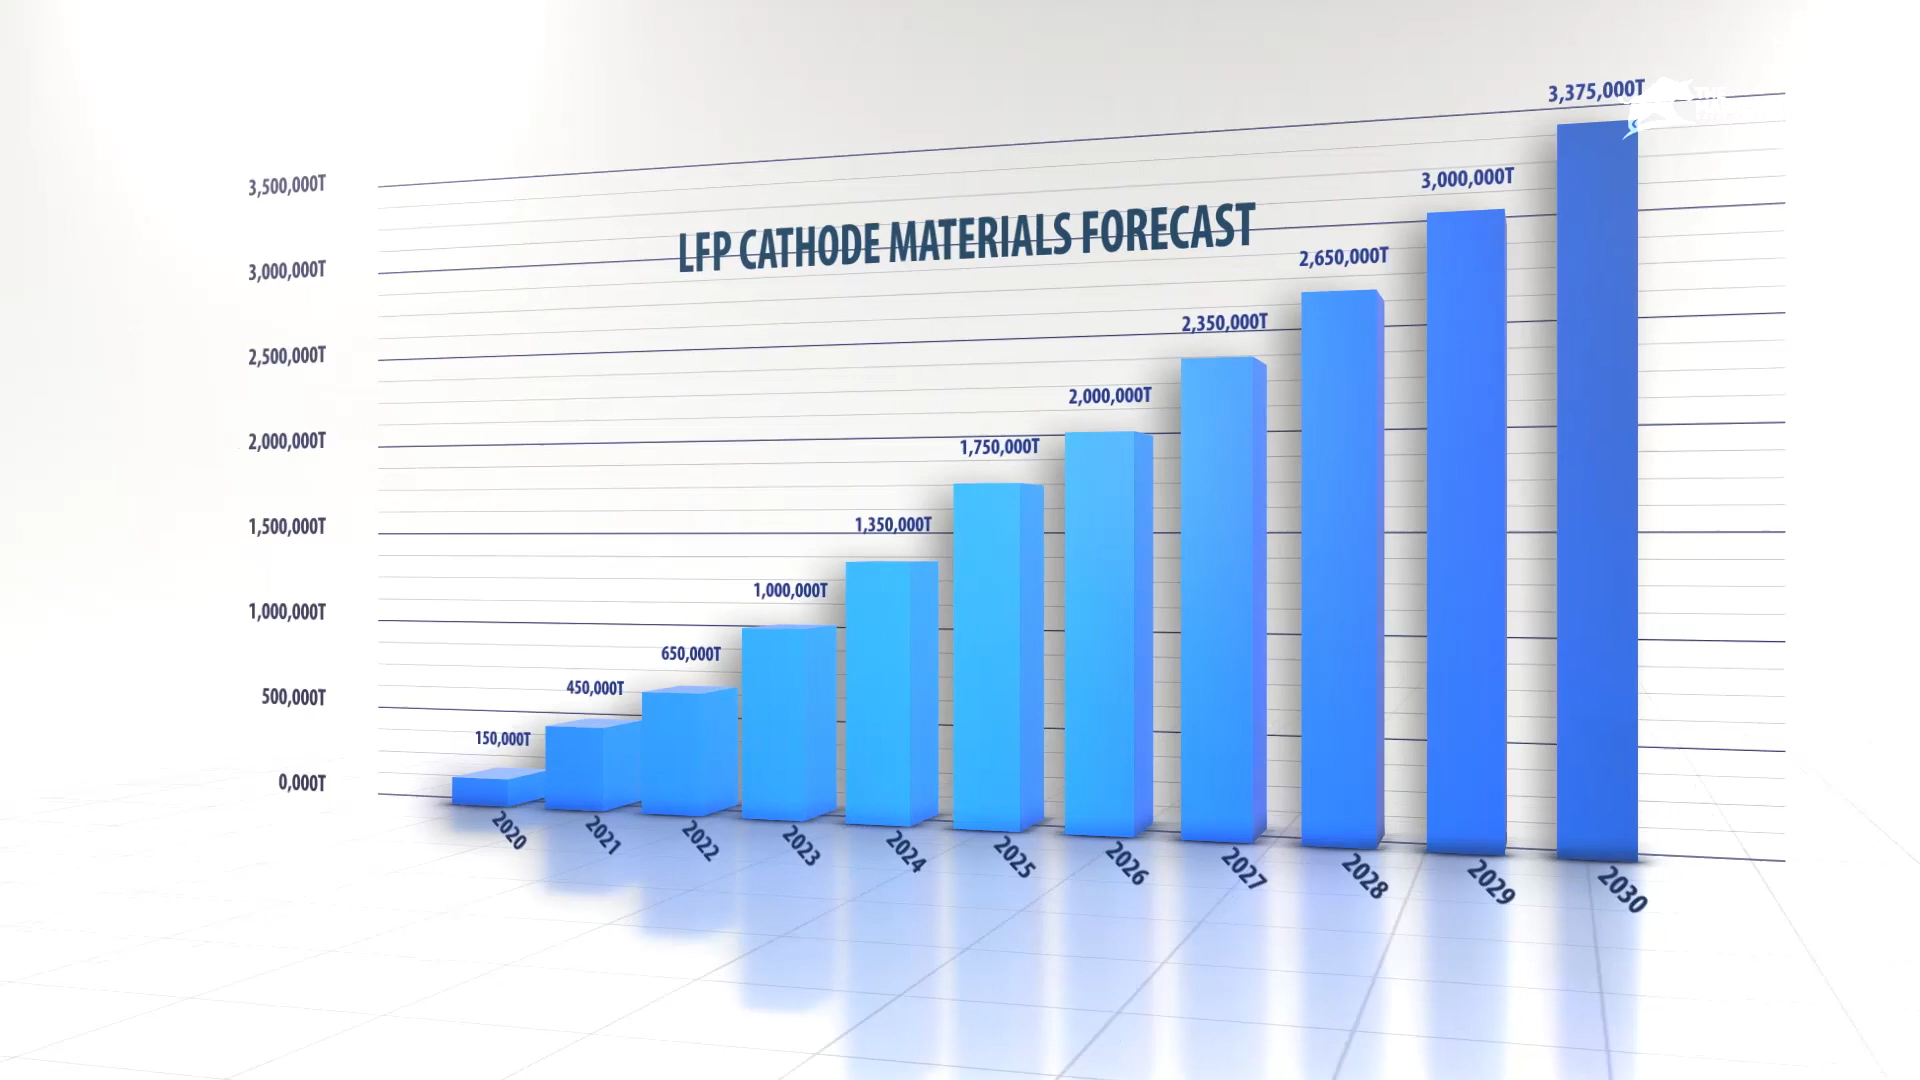 LFP CATHODE MATERIALS FORECAST
3,500,000T
3,000,000T
2,500,000T
2,000,000T
1,500,000T
1,000,000T
500,000T
0,000T
150,000T
450,000T
650,000T
1,000,000T
1,350,000T
1,750,000T
2,000,000T
2,350,000T
2,650,000T
3,000,000T
3,375,000T
2020
2021
2022
2023
2024
2025
2026
2027
2028
2029
2030
THE